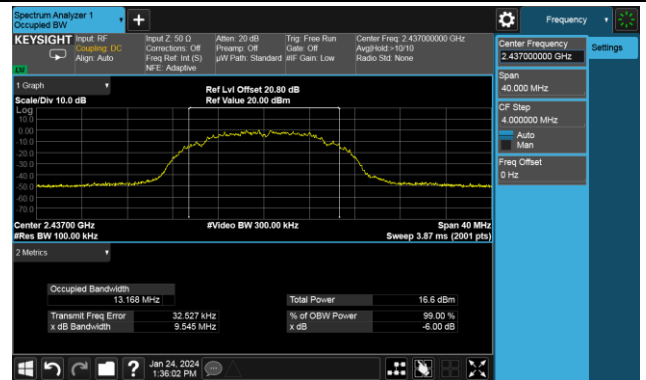 Spectrum Analyzer 1
Occupied BW
Frequency
KEYSIGHT
Input: RF
Coupling: DC
Align: Auto
Input Z: 50 Ω
Corrections: Off
Freq Ref: Int (S)
NFE: Adaptive
Atten: 20 dB
Preamp: Off
µW Path: Standard
Trig: Free Run
Gate: Off
#IF Gain: Low
Center Freq: 2.437000000 GHz
Avg|Hold:>10/10
Radio Std: None
Center Frequency
2.437000000 GHz
Settings
Span
40.000 MHz
CF Step
4.000000 MHz
Auto
Man
Freq Offset
0 Hz
1 Graph
Scale/Div 10.0 dB
Ref Lvl Offset 20.80 dB
Ref Value 20.00 dBm
Log
10.0
0.00
-10.0
-20.0
-30.0
-40.0
-50.0
-60.0
-70.0
Center 2.43700 GHz
#Res BW 100.00 kHz
#Video BW 300.00 kHz
Span 40 MHz
Sweep 3.87 ms (2001 pts)
2 Metrics
Occupied Bandwidth
13.168 MHz
Total Power 16.6 dBm
Transmit Freq Error 32.527 kHz
% of OBW Power 99.00 %
x dB Bandwidth 9.545 MHz
x dB -6.00 dB
Jan 24, 2024
1:36:02 PM